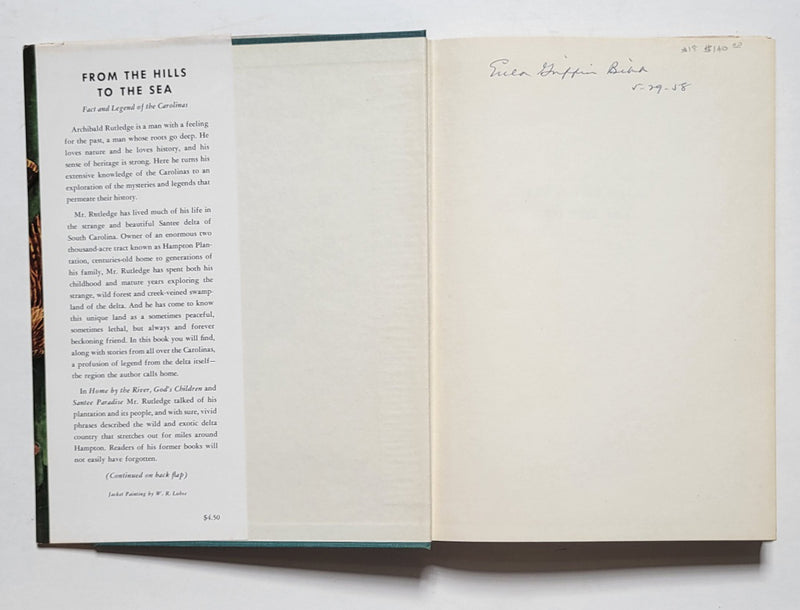 FROM THE HILLS
TO THE SEA
Fact and Legend of the Carolinas
Archibald Rutledge is a man with a feeling
for the past, a man whose roots go deep. He
loves nature and he loves history, and his
sense of heritage is strong. Here he turns his
extensive knowledge of the Carolinas to an
exploration of the mysteries and legends that
permeate their history.
Mr. Rutledge has lived much of his life in
the strange and beautiful Santee delta of
South Carolina. Owner of an enormous two
thousand-acre tract known as Hampton Plan-
tation, centuries-old home to generations of
his family, Mr. Rutledge has spent both his
childhood and mature years exploring the
strange, wild forest and creek-veined swamp-
land of the delta. And he has come to know
this unique land as a sometimes peaceful,
sometimes lethal, but always and forever
beckoning friend. In this book you will find,
along with stories from all over the Carolinas,
a profusion of legend from the delta itself—
the region the author calls home.
In Home by the River, God's Children and
Santee Paradise Mr. Rutledge talked of his
plantation and its people, and with sure, vivid
phrases described the wild and exotic delta
country that stretches out for miles around
Hampton. Readers of his former books will
not easily have forgotten.
(Continued on back flap)
Jacket Painting by W. R.
$4.50
$140
Griffin
5-29-58